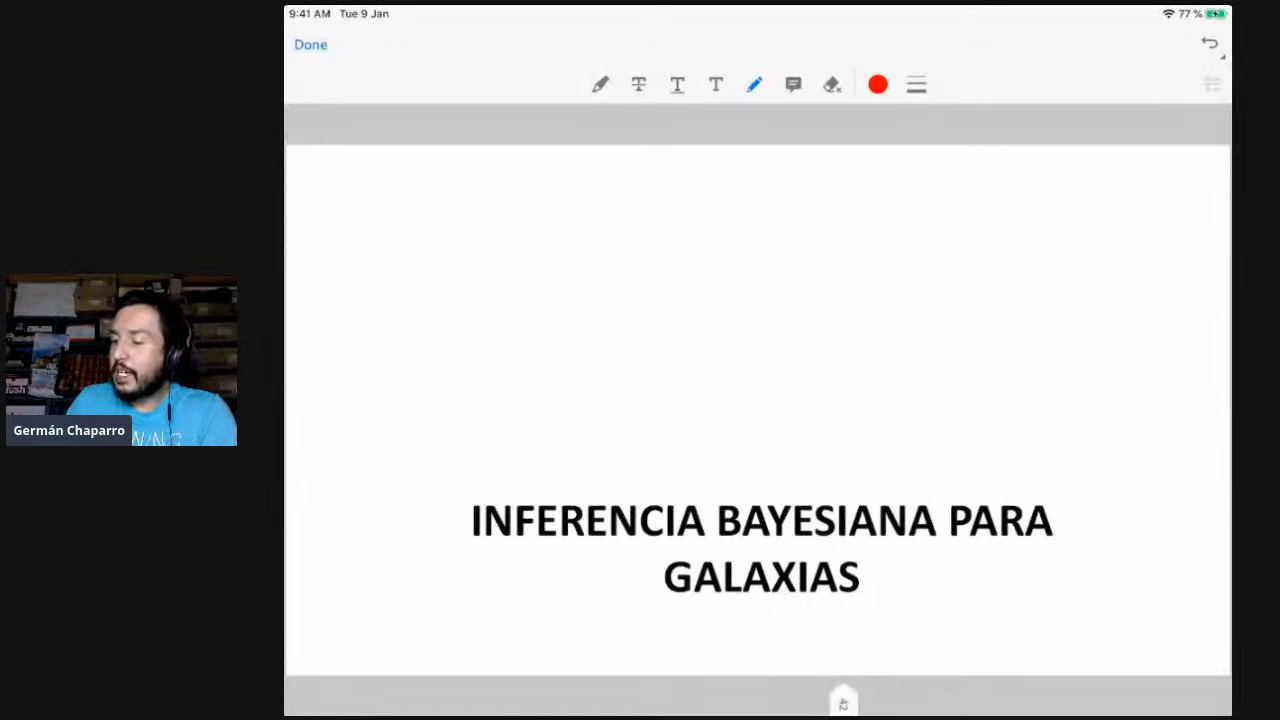 9:41 AM Tue 9 Jan
77 %
Done
INFERENCIA BAYESIANA PARA
GALAXIAS
Germán Chaparro